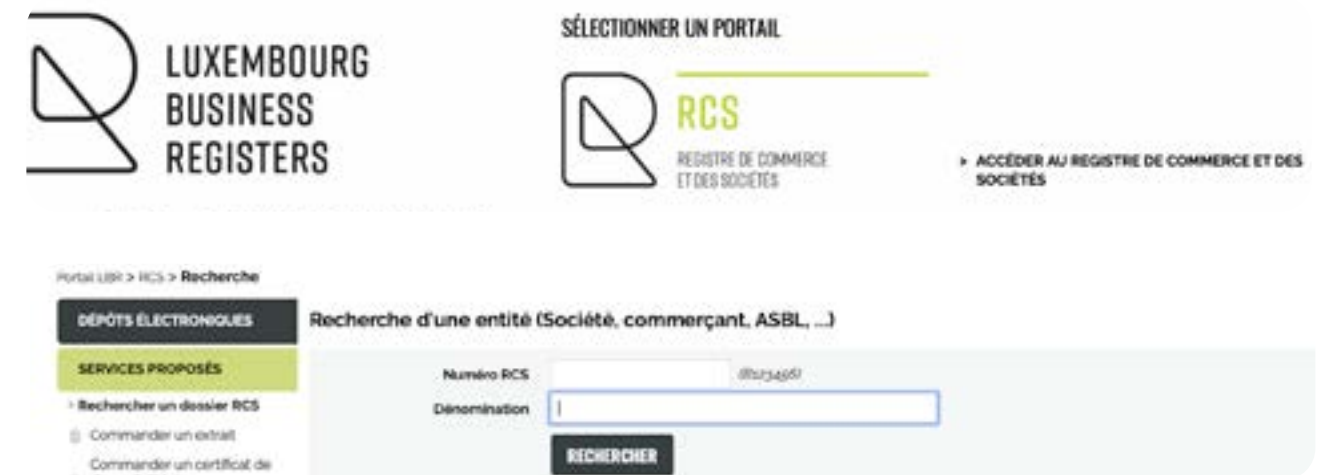 LUXEMBOURG
BUSINESS
REGISTERS
SÉLECTIONNER UN PORTAIL
RCS
REGISTRE DE COMMERCE
ET DES SOCIÉTÉS
ACCÉDER AU REGISTRE DE COMMERCE ET DES
SOCIÉTÉS
Portail LBR > RCS > Recherche
DÉPÔTS ÉLECTRONIQUES
Recherche d'une entité (Société, commerçant, ASBL, ...)
SERVICES PROPOSÉS
Numéro RCS (B123456)
Rechercher un dossier RCS
Dénomination
Commander un extrait
RECHERCHER
Commander un certificat de